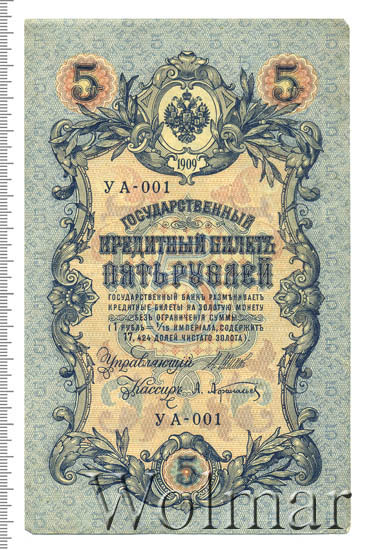 5 5
1909
УА-001
ГОСУДАРСТВЕННЫЙ
КРЕДИТНЫЙ БИЛЕТЪ
ПЯТЬ РУБЛЕЙ
ГОСУДАРСТВЕННЫЙ БАНКЪ РАЗМѢНИВАЕТЪ
КРЕДИТНЫЕ БИЛЕТЫ НА ЗОЛОТУЮ МОНЕТУ
БЕЗЪ ОГРАНИЧЕНІЯ СУММЫ
(1 РУБЛЬ = 1/15 ИМПЕРІАЛА, СОДЕРЖИТЪ
17,424 ДОЛЕЙ ЧИСТАГО ЗОЛОТА).
Управляющій
Кассиръ
УА-001
5
Wolmar